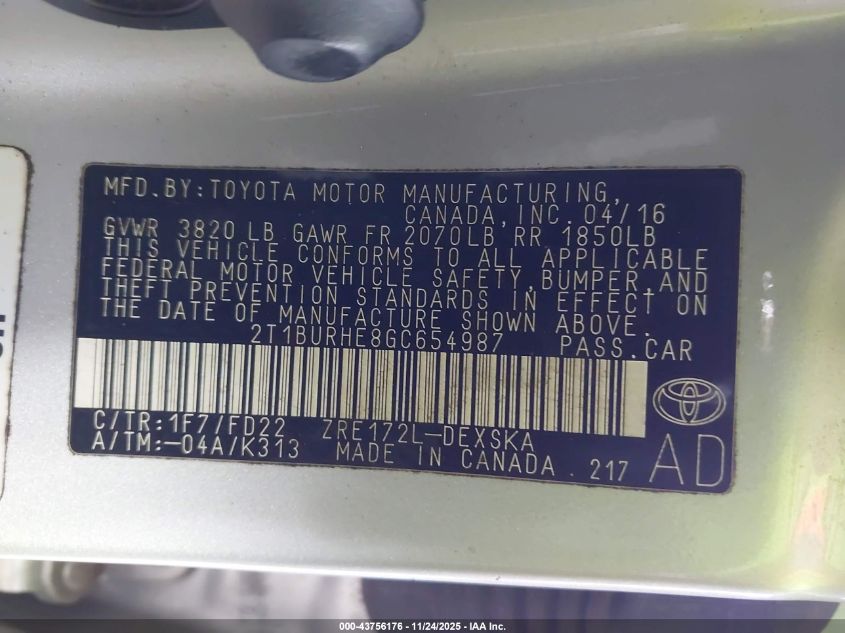 MFD.BY:TOYOTA MOTOR MANUFACTURING,
CANADA, INC. 04/16
GVWR 3820 LB GAWR FR 2070LB RR 1850LB
THIS VEHICLE CONFORMS TO ALL APPLICABLE
FEDERAL MOTOR VEHICLE SAFETY,BUMPER,AND
THEFT PREVENTION STANDARDS IN EFFECT ON
THE DATE OF MANUFACTURE SHOWN ABOVE.
2T1BURHE8GC654987 PASS.CAR
C/TR:1F7/FD22 ZRE172L-DEXSKA
A/TM:-04A/K313 MADE IN CANADA 217
AD
000-43756176 - 11/24/2025 - IAA Inc.